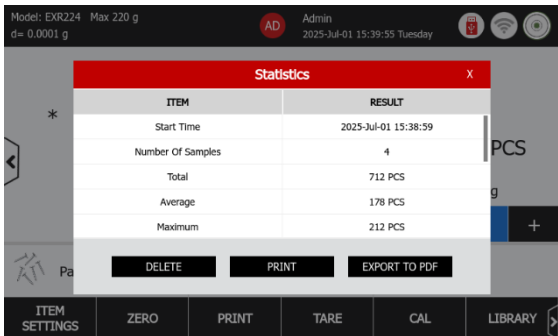 Model: EXR224 Max 220 g
d= 0.0001 g
AD
Admin
2025-Jul-01 15:39:55 Tuesday
Statistics X
ITEM RESULT
Start Time 2025-Jul-01 15:38:59
Number Of Samples 4
Total 712 PCS
Average 178 PCS
Maximum 212 PCS
DELETE PRINT EXPORT TO PDF
*
PCS
g
+
Pa
ITEM SETTINGS ZERO PRINT TARE CAL LIBRARY